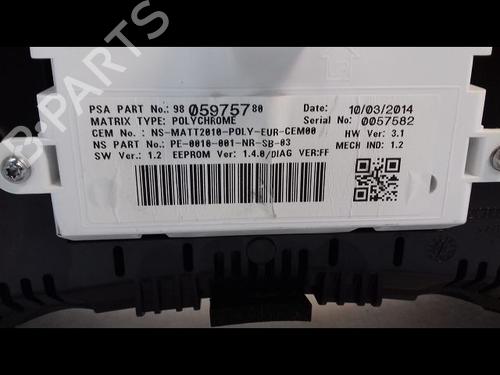 PSA PART No.: 98 059757 80 Date: 10/03/2014
MATRIX TYPE: POLYCHROME Serial No: 0057582
CEM No.: NS-MATT2010-POLY-EUR-CEM00 HW Ver: 3.1
NS PART No.: PE-0010-001-NR-SB-03 MECH IND: 1.2
SW Ver.: 1.2 EEPROM Ver: 1.4.0/DIAG VER:FF